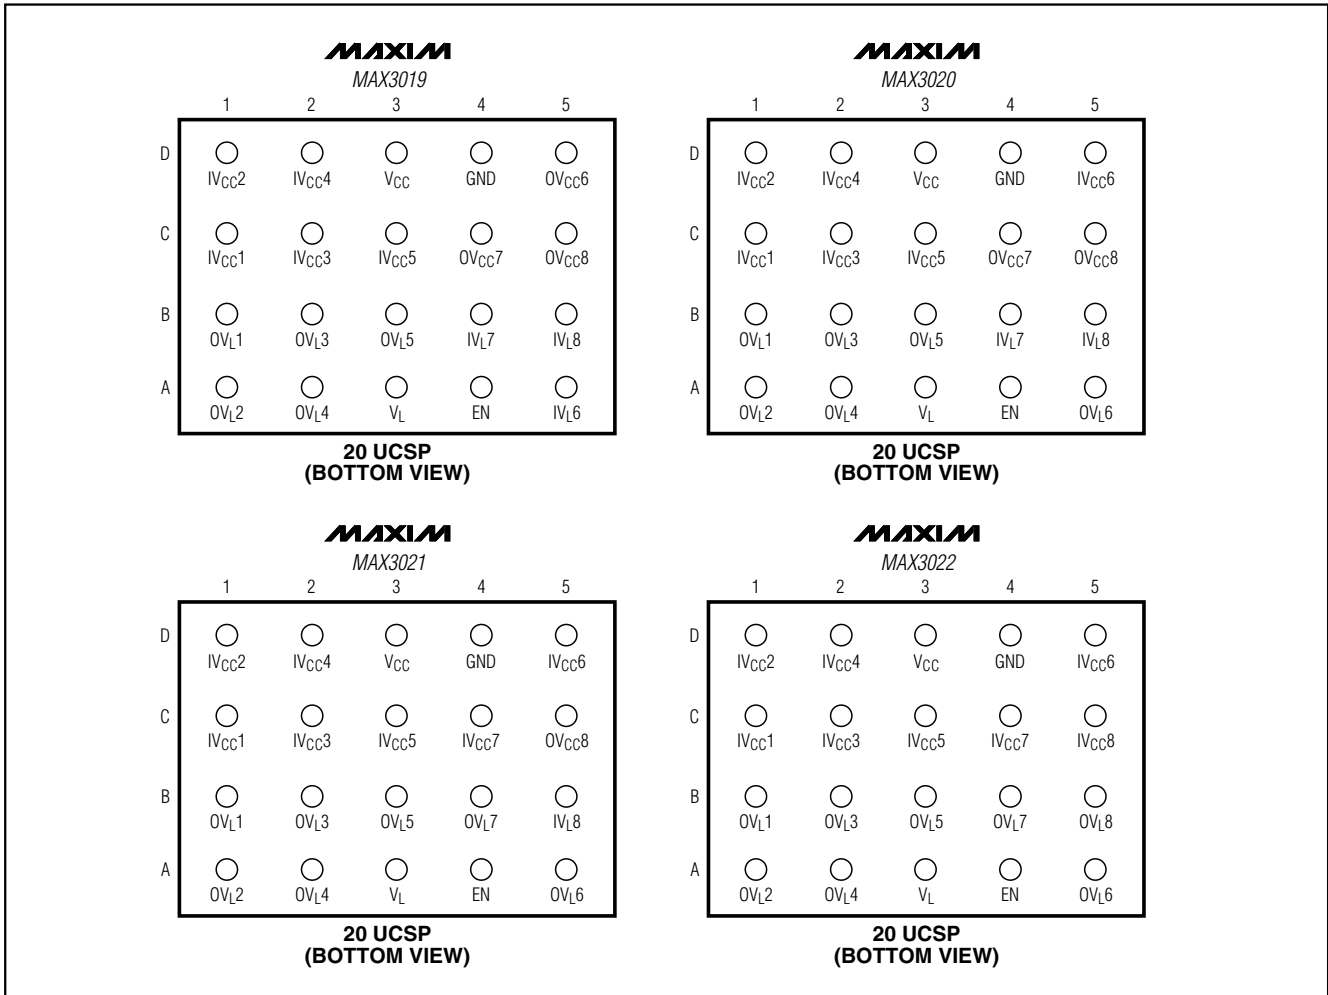 MAXIM MAXIM
MAX3019 MAX3020
1 2 3 4 5 1 2 3 4 5
D D
IVCC2 IVCC4 VCC GND OVCC6 IVCC2 IVCC4 VCC GND IVCC6
C C
IVCC1 IVCC3 IVCC5 OVCC7 OVCC8 IVCC1 IVCC3 IVCC5 OVCC7 OVCC8
B B
OVL1 OVL3 OVL5 IVL7 IVL8 OVL1 OVL3 OVL5 IVL7 IVL8
A A
OVL2 OVL4 VL EN IVL6 OVL2 OVL4 VL EN OVL6
20 UCSP 20 UCSP
(BOTTOM VIEW) (BOTTOM VIEW)
MAXIM MAXIM
MAX3021 MAX3022
1 2 3 4 5 1 2 3 4 5
D D
IVCC2 IVCC4 VCC GND IVCC6 IVCC2 IVCC4 VCC GND IVCC6
C C
IVCC1 IVCC3 IVCC5 IVCC7 OVCC8 IVCC1 IVCC3 IVCC5 IVCC7 IVCC8
B B
OVL1 OVL3 OVL5 OVL7 IVL8 OVL1 OVL3 OVL5 OVL7 OVL8
A A
OVL2 OVL4 VL EN OVL6 OVL2 OVL4 VL EN OVL6
20 UCSP 20 UCSP
(BOTTOM VIEW) (BOTTOM VIEW)